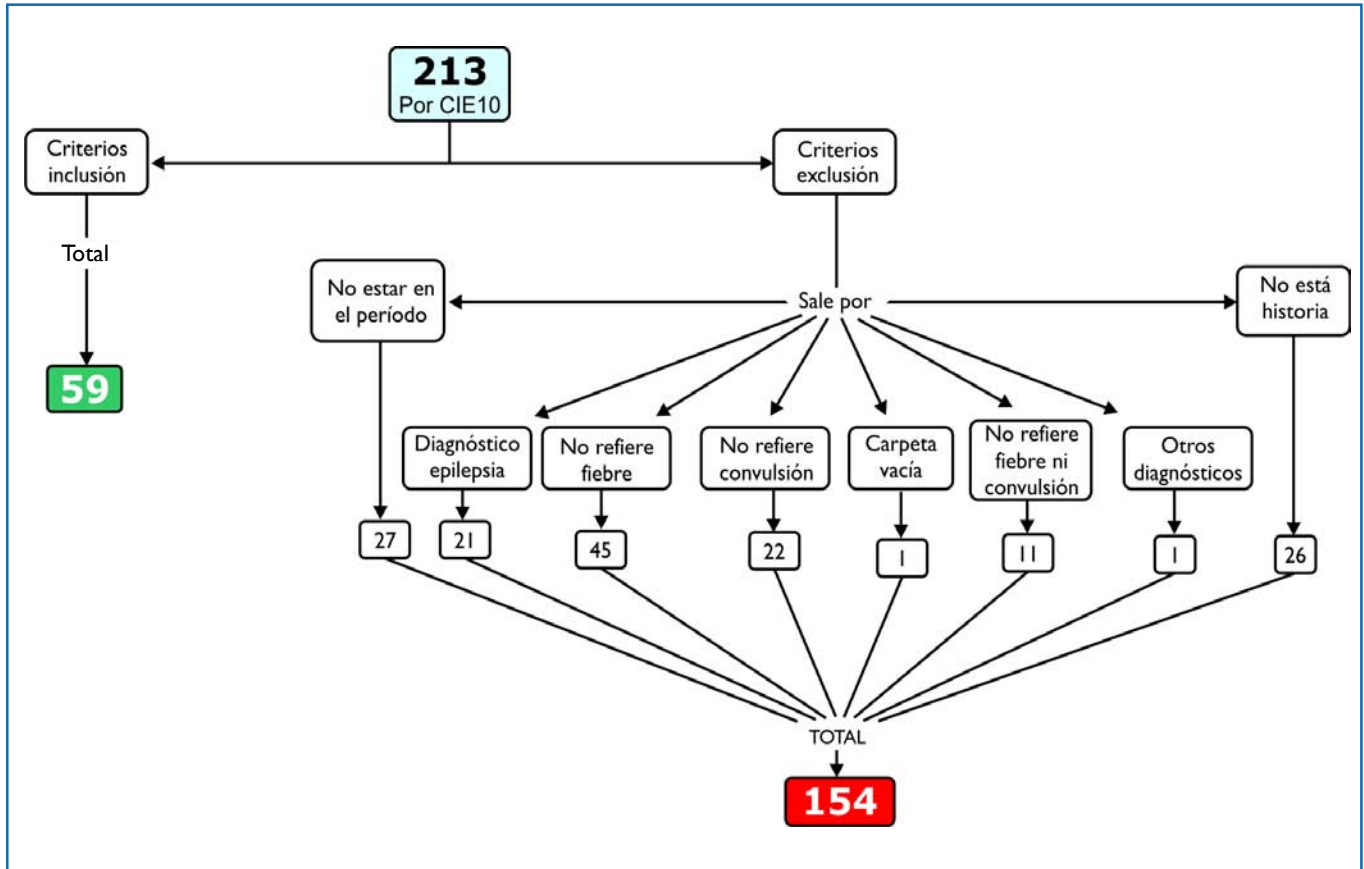 213
Por CIE10
Criterios
inclusión
Criterios
exclusión
Total
59
No estar en
el período
Sale por
No está
historia
Diagnóstico
epilepsia
No refiere
fiebre
No refiere
convulsión
Carpeta
vacía
No refiere
fiebre ni
convulsión
Otros
diagnósticos
27
21
45
22
1
11
1
26
TOTAL
154